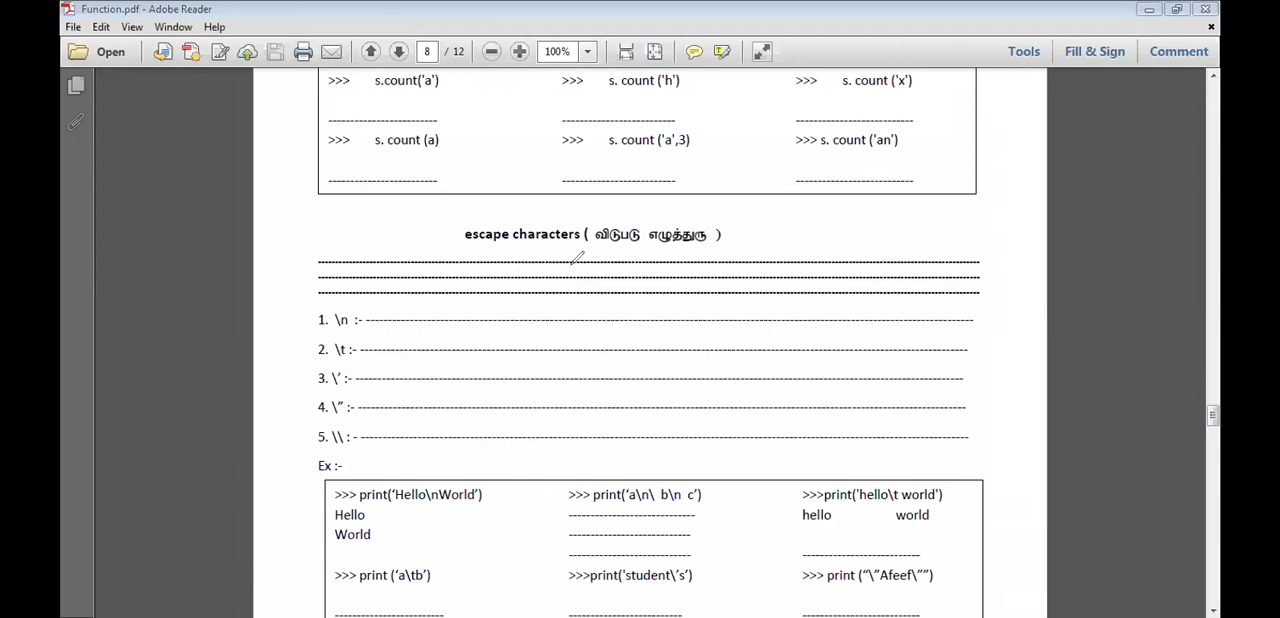 Function.pdf - Adobe Reader
File Edit View Window Help
Open 8 / 12 100% Tools Fill & Sign Comment
>>> s.count('a') >>> s. count ('h') >>> s. count ('x')
>>> s. count (a) >>> s. count ('a',3) >>> s. count ('an')
escape characters ( விடுபடு எழுத்துரு )
1. \n :-
2. \t :-
3. \’ :-
4. \” :-
5. \\ : -
Ex :-
>>> print(‘Hello\nWorld’) >>> print(‘a\n\ b\n c’) >>>print('hello\t world')
Hello hello world
World
>>> print (‘a\tb’) >>>print('student\’s’) >>> print (“\”Afeef\””)